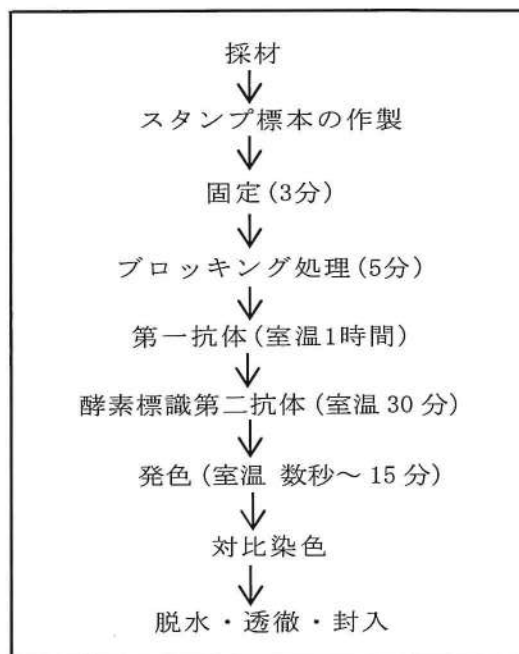 採材
スタンプ標本の作製
固定(3分)
ブロッキング処理(5分)
第一抗体(室温1時間)
酵素標識第二抗体(室温 30 分)
発色(室温 数秒～ 15 分)
対比染色
脱水・透徹・封入